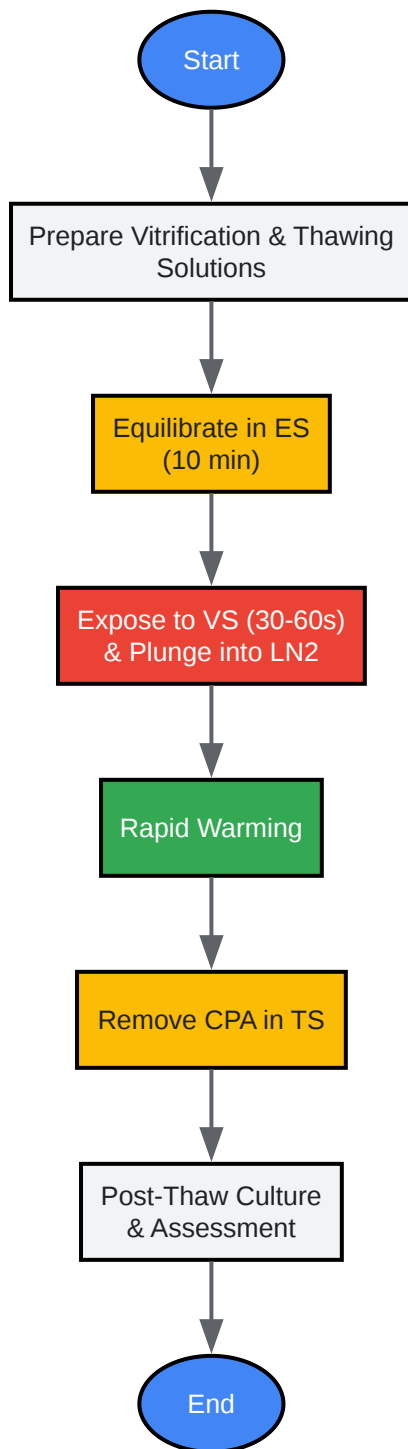 Start
Prepare Vitrification & Thawing
Solutions
Equilibrate in ES
(10 min)
Expose to VS (30-60s)
& Plunge into LN2
Rapid Warming
Remove CPA in TS
Post-Thaw Culture
& Assessment
End